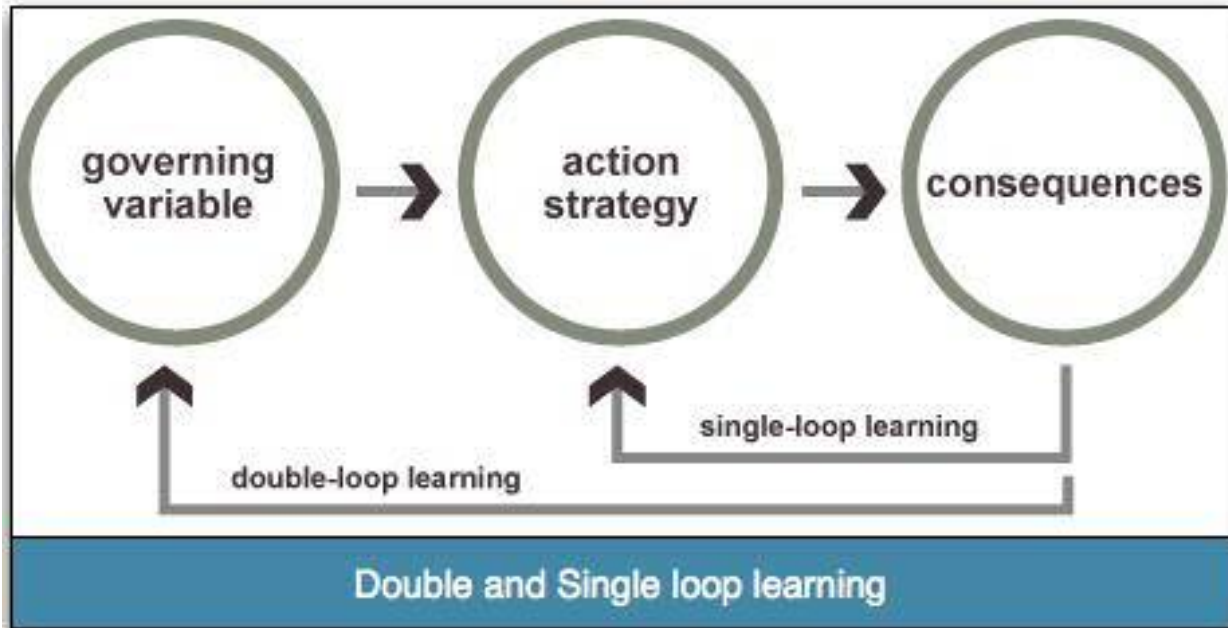 governing
variable
action
strategy
consequences
single-loop learning
double-loop learning
Double and Single loop learning